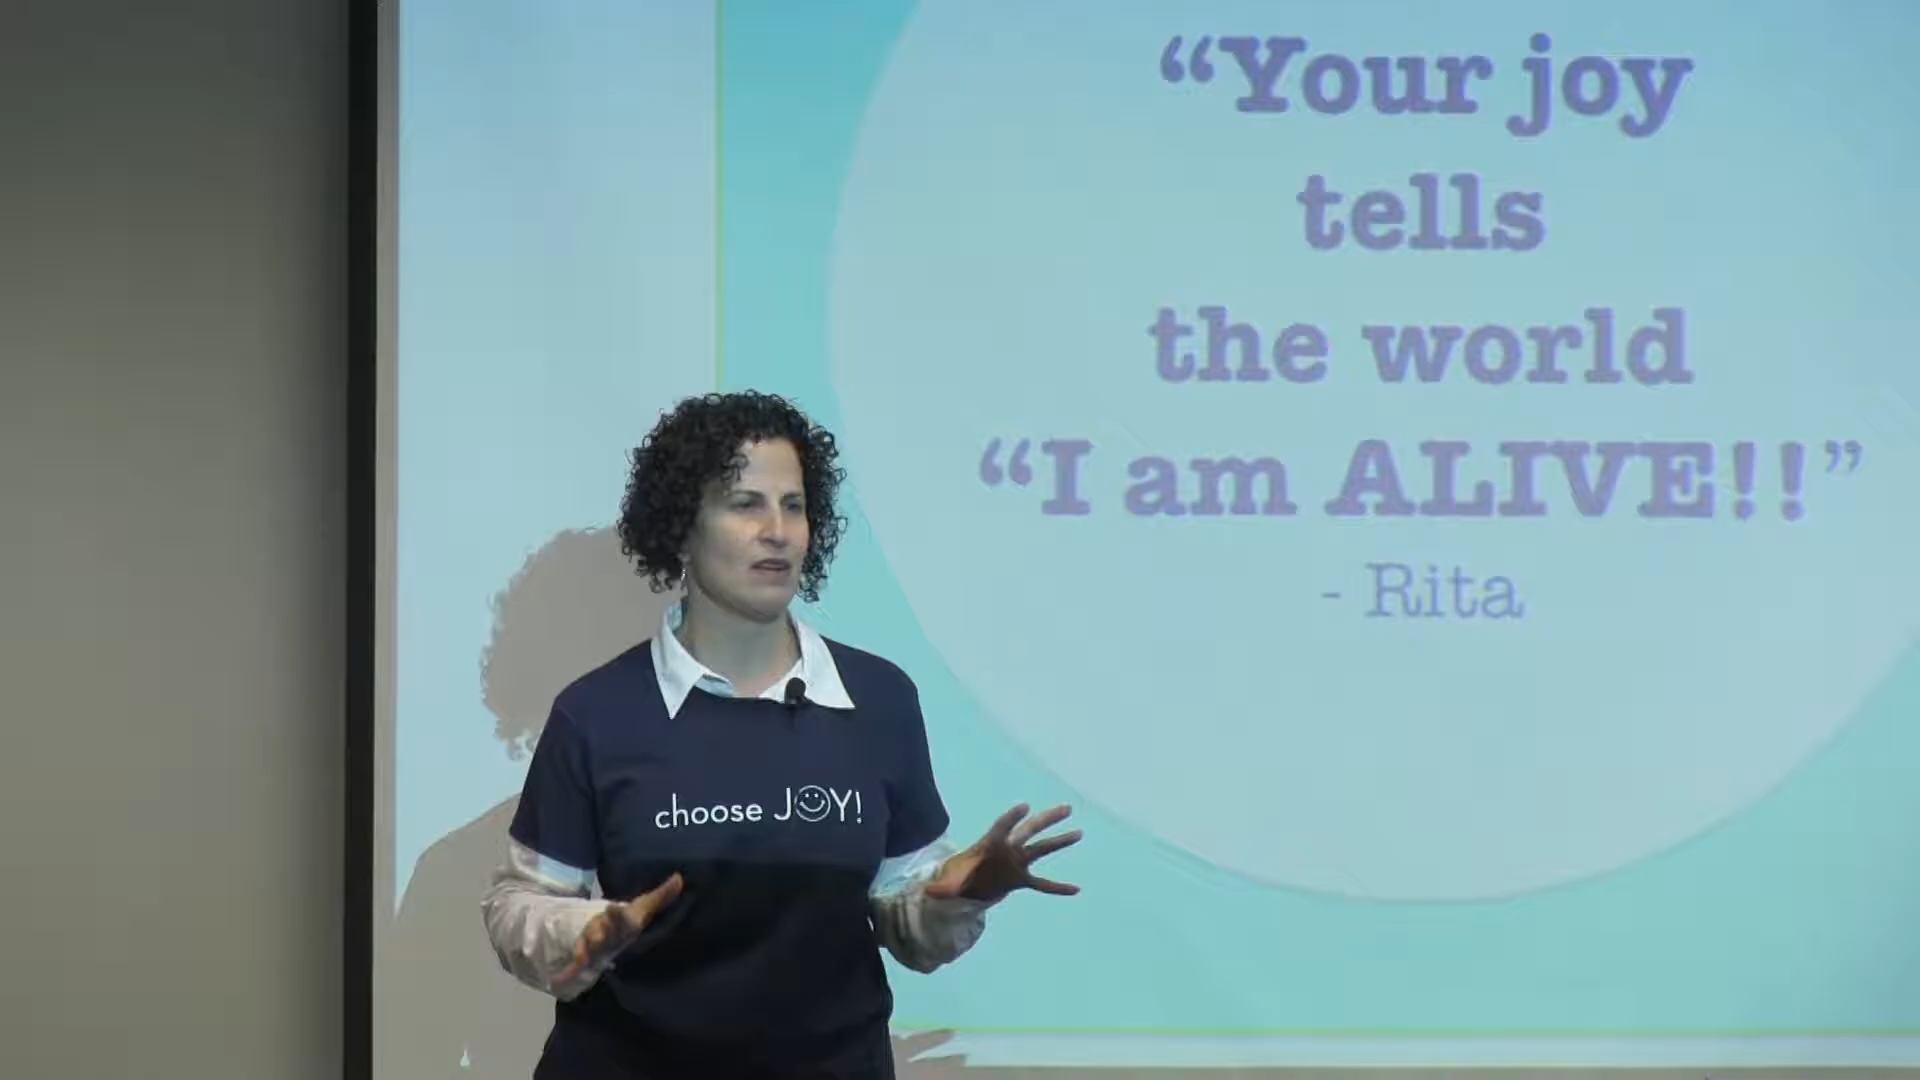 “Your joy
tells
the world
“I am ALIVE!!”
- Rita
choose JOY!